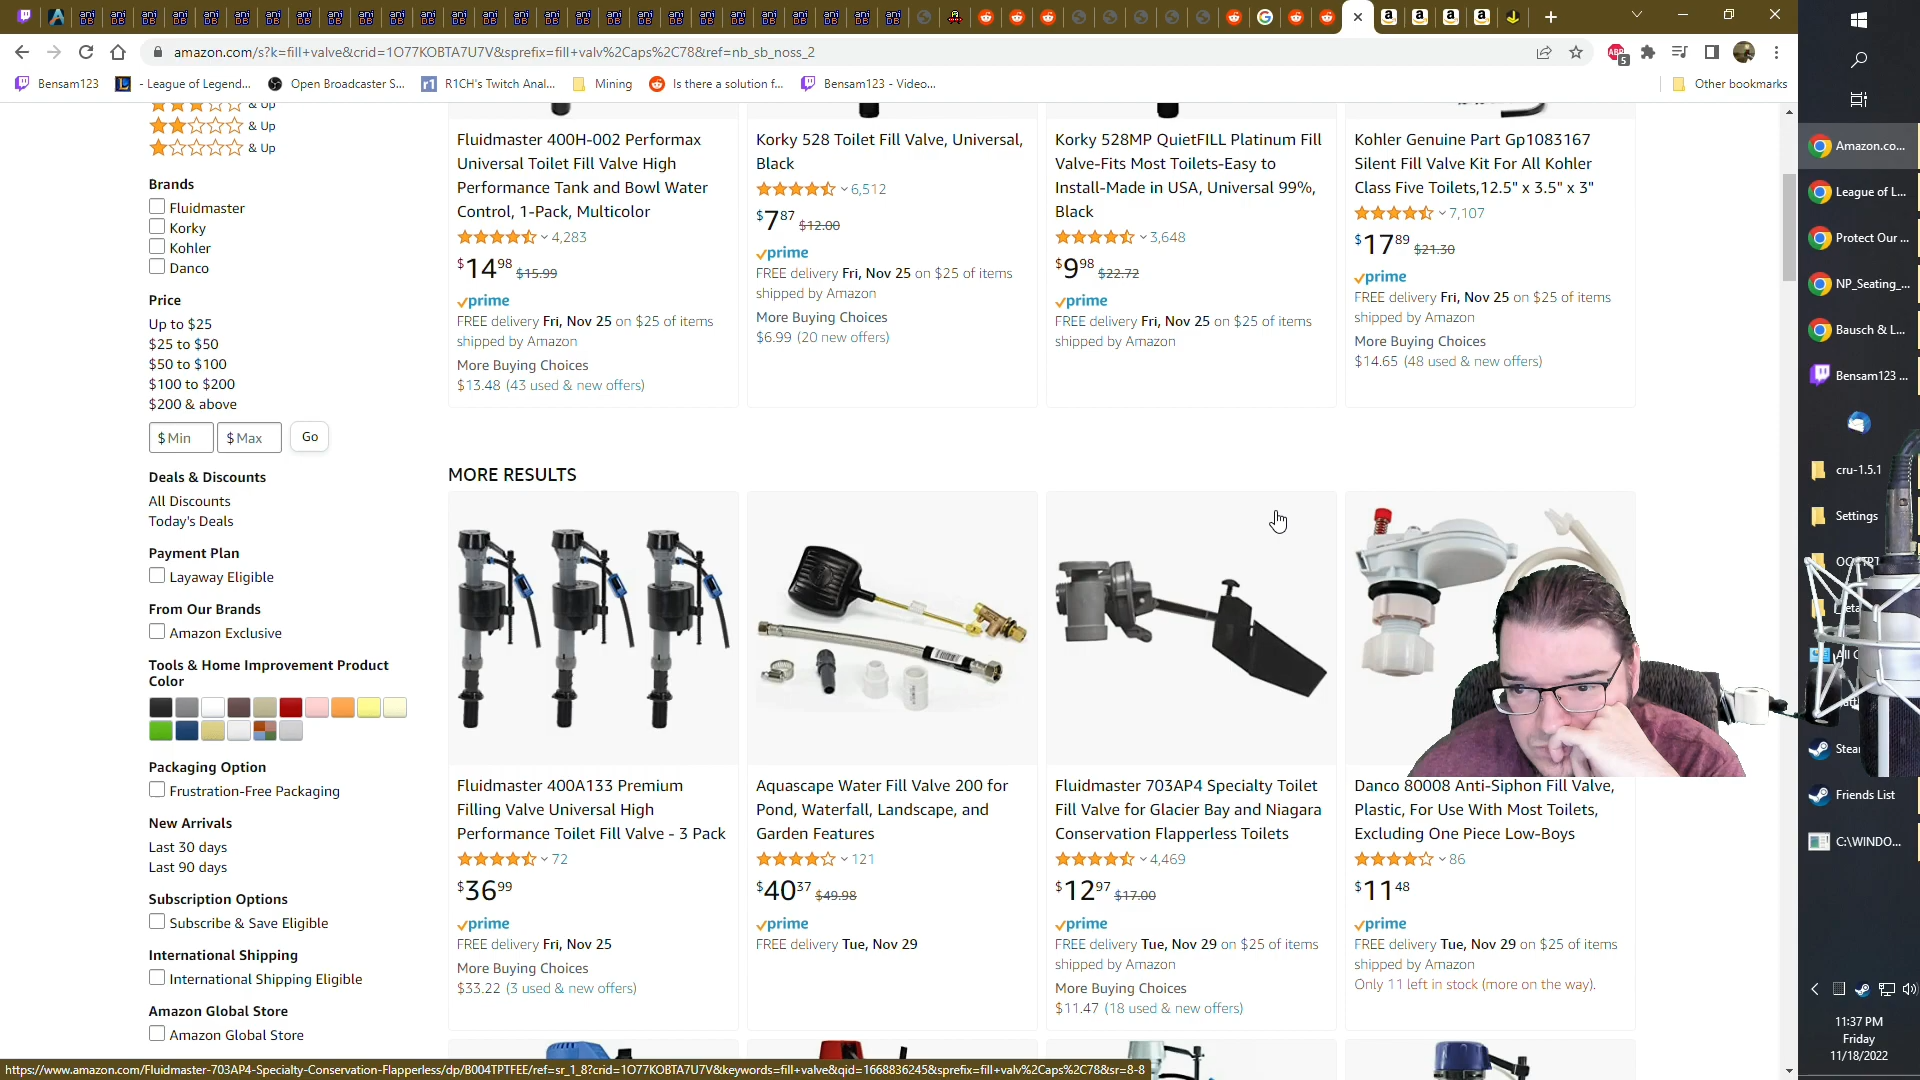 amazon.com/s?k=fill+valve&crid=1O77KOBTA7U7V&sprefix=fill+valv%2Caps%2C78&ref=nb_sb_noss_2
Bensam123
- League of Legend...
Open Broadcaster S...
R1CH's Twitch Anal...
Mining
Is there a solution f...
Bensam123 - Video...
Other bookmarks
& Up
& Up
& Up
Brands
Fluidmaster
Korky
Kohler
Danco
Price
Up to $25
$25 to $50
$50 to $100
$100 to $200
$200 & above
$ Min
$ Max
Go
Deals & Discounts
All Discounts
Today's Deals
Payment Plan
Layaway Eligible
From Our Brands
Amazon Exclusive
Tools & Home Improvement Product
Color
Packaging Option
Frustration-Free Packaging
New Arrivals
Last 30 days
Last 90 days
Subscription Options
Subscribe & Save Eligible
International Shipping
International Shipping Eligible
Amazon Global Store
Amazon Global Store
Fluidmaster 400H-002 Performax
Universal Toilet Fill Valve High
Performance Tank and Bowl Water
Control, 1-Pack, Multicolor
4,283
$14 98 $15.99
prime
FREE delivery Fri, Nov 25 on $25 of items
shipped by Amazon
More Buying Choices
$13.48 (43 used & new offers)
Korky 528 Toilet Fill Valve, Universal,
Black
6,512
$7 87 $12.00
prime
FREE delivery Fri, Nov 25 on $25 of items
shipped by Amazon
More Buying Choices
$6.99 (20 new offers)
Korky 528MP QuietFILL Platinum Fill
Valve-Fits Most Toilets-Easy to
Install-Made in USA, Universal 99%,
Black
3,648
$9 98 $22.72
prime
FREE delivery Fri, Nov 25 on $25 of items
shipped by Amazon
Kohler Genuine Part Gp1083167
Silent Fill Valve Kit For All Kohler
Class Five Toilets,12.5" x 3.5" x 3"
7,107
$17 89 $21.30
prime
FREE delivery Fri, Nov 25 on $25 of items
shipped by Amazon
More Buying Choices
$14.65 (48 used & new offers)
MORE RESULTS
Fluidmaster 400A133 Premium
Filling Valve Universal High
Performance Toilet Fill Valve - 3 Pack
72
$36 99
prime
FREE delivery Fri, Nov 25
More Buying Choices
$33.22 (3 used & new offers)
Aquascape Water Fill Valve 200 for
Pond, Waterfall, Landscape, and
Garden Features
121
$40 37 $49.98
prime
FREE delivery Tue, Nov 29
Fluidmaster 703AP4 Specialty Toilet
Fill Valve for Glacier Bay and Niagara
Conservation Flapperless Toilets
4,469
$12 97 $17.00
prime
FREE delivery Tue, Nov 29 on $25 of items
shipped by Amazon
More Buying Choices
$11.47 (18 used & new offers)
Danco 80008 Anti-Siphon Fill Valve,
Plastic, For Use With Most Toilets,
Excluding One Piece Low-Boys
86
$11 48
prime
FREE delivery Tue, Nov 29 on $25 of items
shipped by Amazon
Only 11 left in stock (more on the way).
https://www.amazon.com/Fluidmaster-703AP4-Specialty-Conservation-Flapperless/dp/B004TPTFEE/ref=sr_1_8?crid=1O77KOBTA7U7V&keywords=fill+valve&qid=1668836245&sprefix=fill+valv%2Caps%2C78&sr=8-8
Amazon.co...
League of L...
Protect Our ...
NP_Seating_...
Bausch & L...
Bensam123 ...
cru-1.5.1
Settings
Friends List
C:\WINDO...
11:37 PM
Friday
11/18/2022